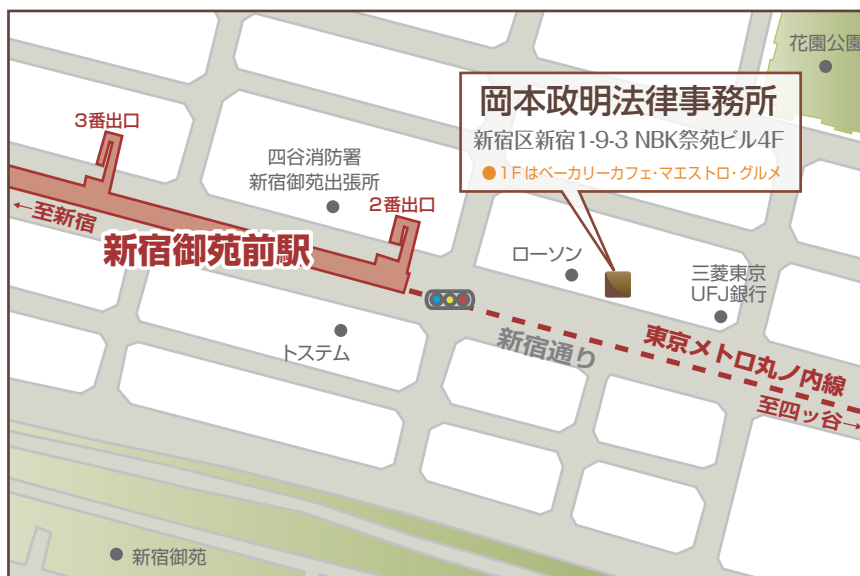 花園公園
岡本政明法律事務所
新宿区新宿1-9-3 NBK祭苑ビル4F
●1Fはベーカリーカフェ・マエストロ・グルメ
3番出口
四谷消防署
新宿御苑出張所
2番出口
←至新宿
新宿御苑前駅
ローソン
三菱東京
UFJ銀行
トステム
新宿通り
東京メトロ丸ノ内線
至四ッ谷→
新宿御苑